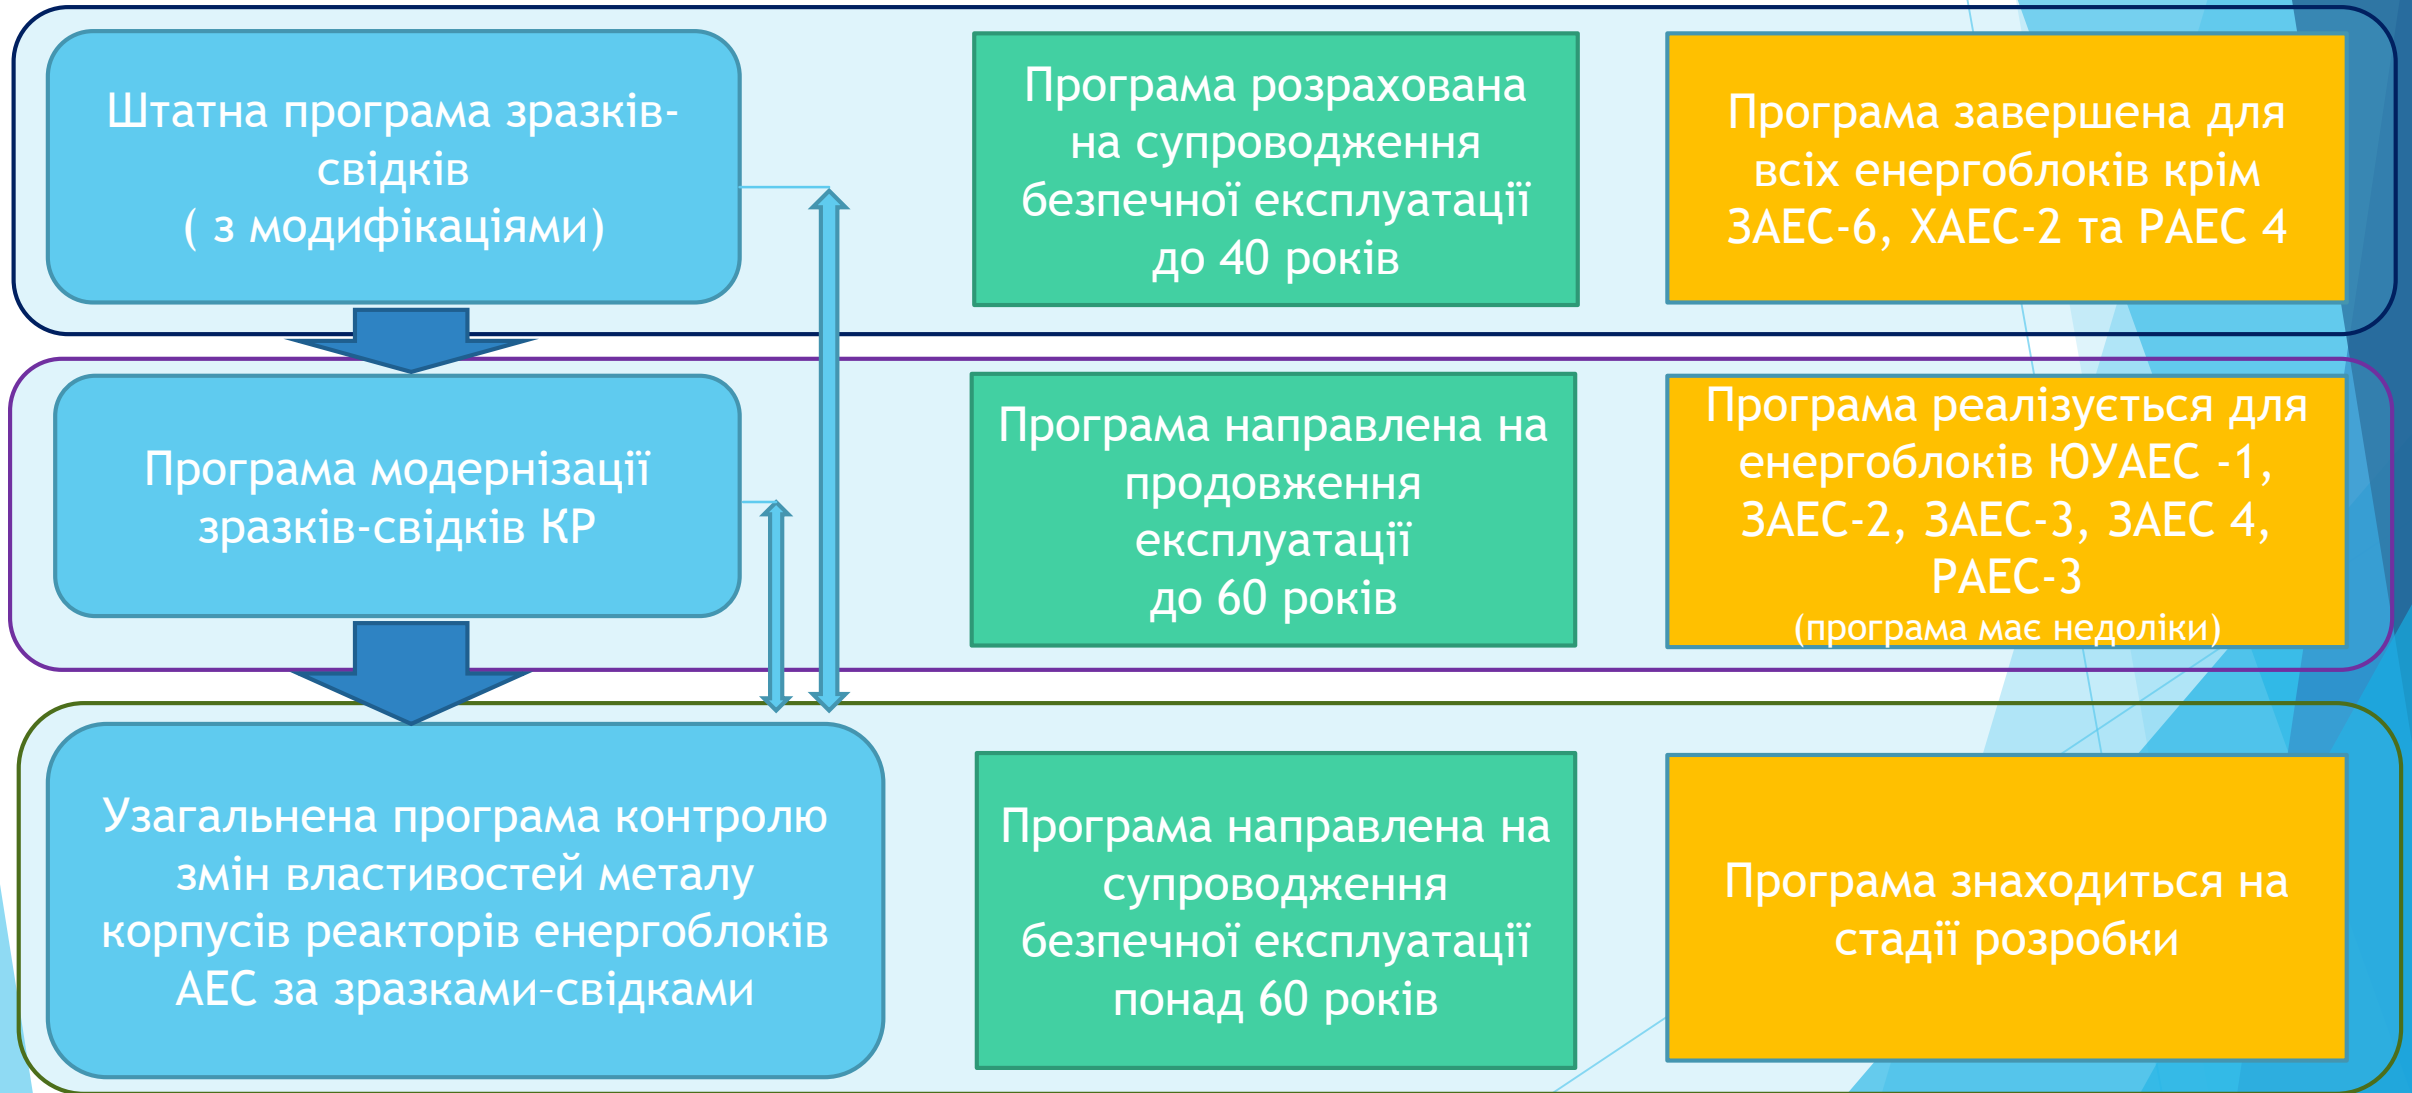 Штатна програма зразків-
свідків
( з модифікаціями)
Програма розрахована
на супроводження
безпечної експлуатації
до 40 років
Програма завершена для
всіх енергоблоків крім
ЗАЕС-6, ХАЕС-2 та РАЕС 4
Програма модернізації
зразків-свідків КР
Програма направлена на
продовження
експлуатації
до 60 років
Програма реалізується для
енергоблоків ЮУАЕС -1,
ЗАЕС-2, ЗАЕС-3, ЗАЕС 4,
РАЕС-3
(програма має недоліки)
Узагальнена програма контролю
змін властивостей металу
корпусів реакторів енергоблоків
АЕС за зразками–свідками
Програма направлена на
супроводження
безпечної експлуатації
понад 60 років
Програма знаходиться на
стадії розробки